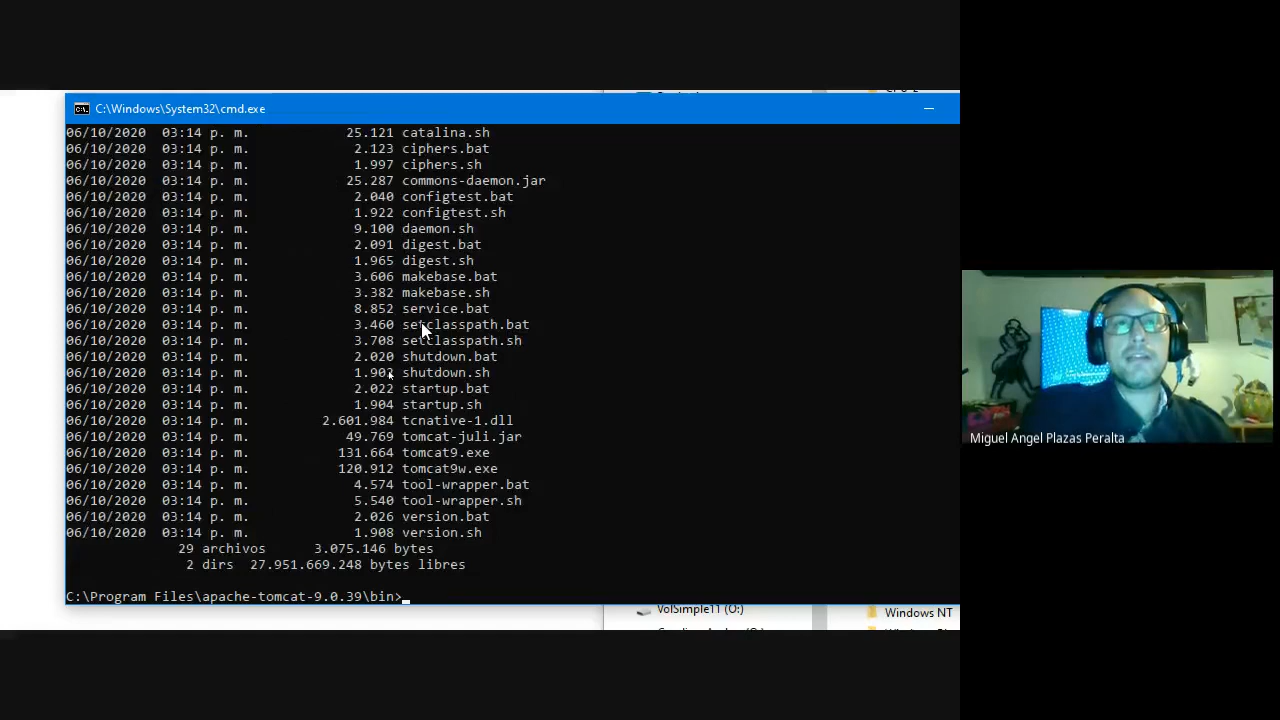 C:\Windows\System32\cmd.exe
06/10/2020  03:14 p. m.            25.121 catalina.sh
06/10/2020  03:14 p. m.             2.123 ciphers.bat
06/10/2020  03:14 p. m.             1.997 ciphers.sh
06/10/2020  03:14 p. m.            25.287 commons-daemon.jar
06/10/2020  03:14 p. m.             2.040 configtest.bat
06/10/2020  03:14 p. m.             1.922 configtest.sh
06/10/2020  03:14 p. m.             9.100 daemon.sh
06/10/2020  03:14 p. m.             2.091 digest.bat
06/10/2020  03:14 p. m.             1.965 digest.sh
06/10/2020  03:14 p. m.             3.606 makebase.bat
06/10/2020  03:14 p. m.             3.382 makebase.sh
06/10/2020  03:14 p. m.             8.852 service.bat
06/10/2020  03:14 p. m.             3.460 setclasspath.bat
06/10/2020  03:14 p. m.             3.708 setclasspath.sh
06/10/2020  03:14 p. m.             2.020 shutdown.bat
06/10/2020  03:14 p. m.             1.902 shutdown.sh
06/10/2020  03:14 p. m.             2.022 startup.bat
06/10/2020  03:14 p. m.             1.904 startup.sh
06/10/2020  03:14 p. m.         2.601.984 tcnative-1.dll
06/10/2020  03:14 p. m.            49.769 tomcat-juli.jar
06/10/2020  03:14 p. m.           131.664 tomcat9.exe
06/10/2020  03:14 p. m.           120.912 tomcat9w.exe
06/10/2020  03:14 p. m.             4.574 tool-wrapper.bat
06/10/2020  03:14 p. m.             5.540 tool-wrapper.sh
06/10/2020  03:14 p. m.             2.026 version.bat
06/10/2020  03:14 p. m.             1.908 version.sh
29 archivos      3.075.146 bytes
2 dirs  27.951.669.248 bytes libres
C:\Program Files\apache-tomcat-9.0.39\bin>
VolSimple11 (O:)
Windows NT
Miguel Angel Plazas Peralta